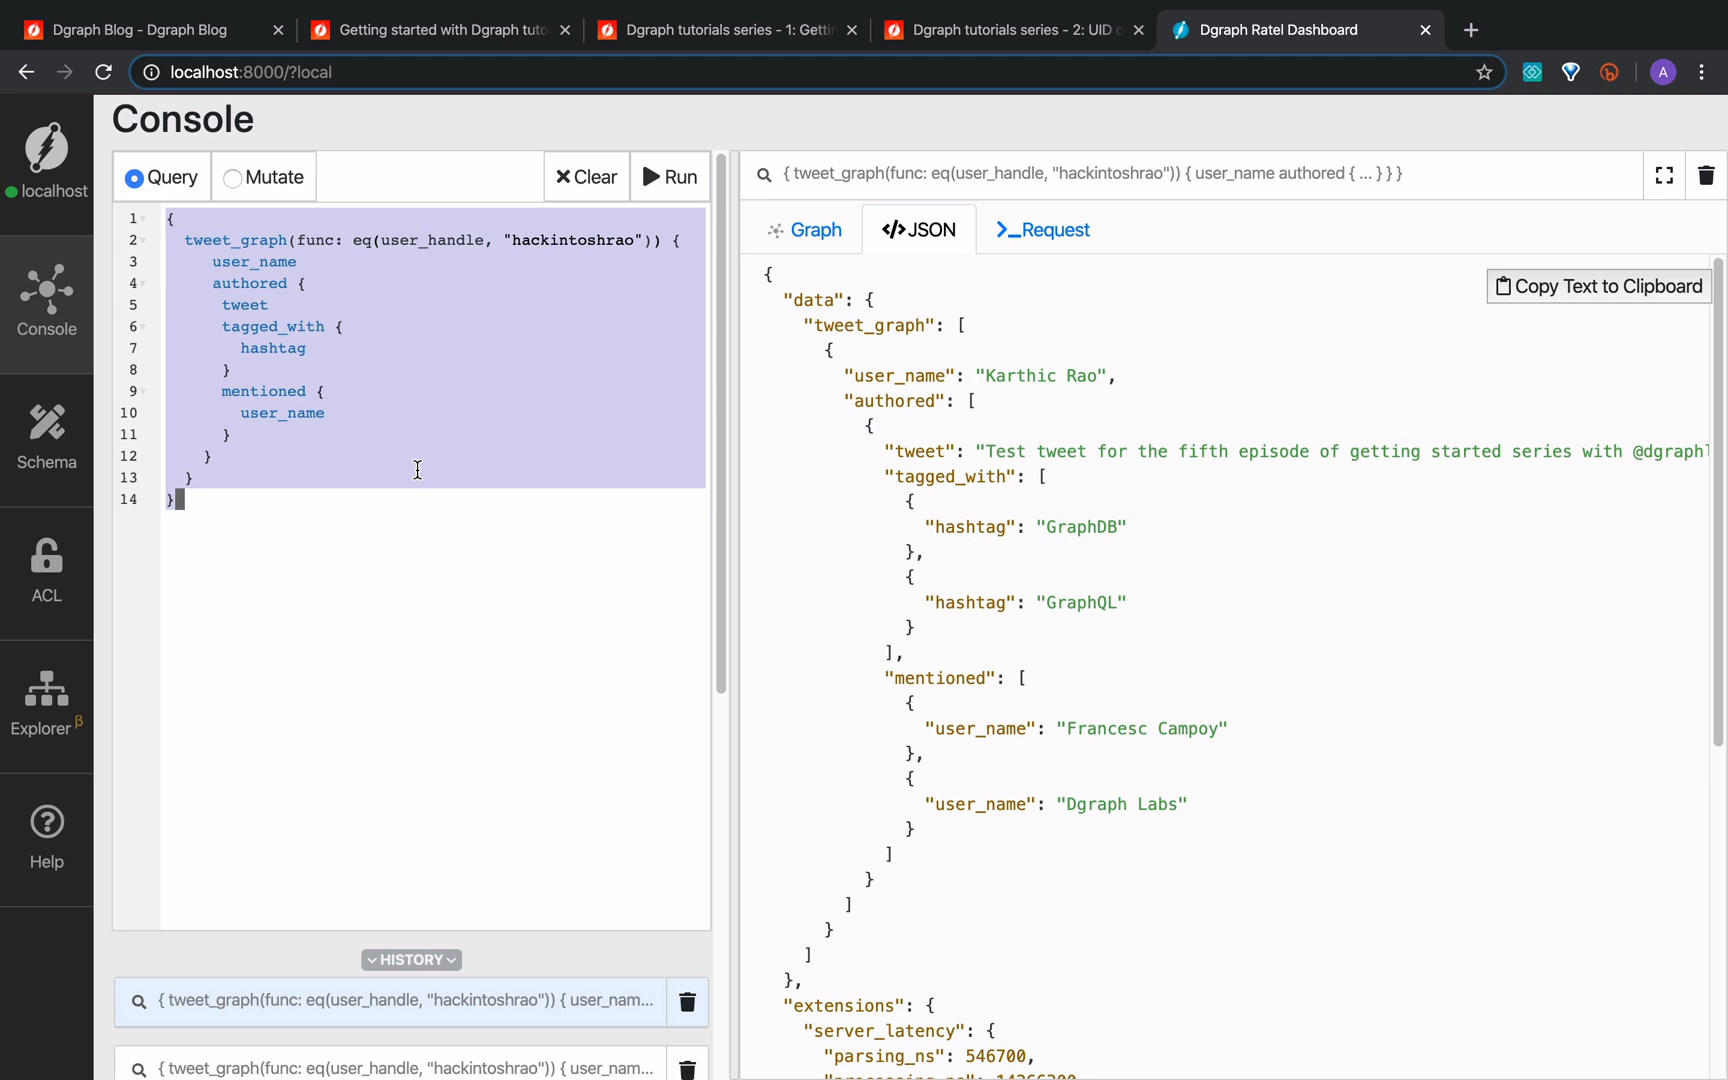 Dgraph Blog - Dgraph Blog
Getting started with Dgraph tuto
Dgraph tutorials series - 1: Getti
Dgraph tutorials series - 2: UID
Dgraph Ratel Dashboard
localhost:8000/?local
A
localhost
Console
Schema
ACL
Explorer β
Help
Console
Query
Mutate
Clear
Run
1 {
2 tweet_graph(func: eq(user_handle, "hackintoshrao")) {
3 user_name
4 authored {
5 tweet
6 tagged_with {
7 hashtag
8 }
9 mentioned {
10 user_name
11 }
12 }
13 }
14 }
HISTORY
{ tweet_graph(func: eq(user_handle, "hackintoshrao")) { user_nam...
{ tweet_graph(func: eq(user_handle, "hackintoshrao")) { user_nam...
{ tweet_graph(func: eq(user_handle, "hackintoshrao")) { user_name authored { ... } } }
Graph
</>JSON
>_Request
Copy Text to Clipboard
{
"data": {
"tweet_graph": [
{
"user_name": "Karthic Rao",
"authored": [
{
"tweet": "Test tweet for the fifth episode of getting started series with @dgraphl
"tagged_with": [
{
"hashtag": "GraphDB"
},
{
"hashtag": "GraphQL"
}
],
"mentioned": [
{
"user_name": "Francesc Campoy"
},
{
"user_name": "Dgraph Labs"
}
]
}
]
}
]
},
"extensions": {
"server_latency": {
"parsing_ns": 546700,